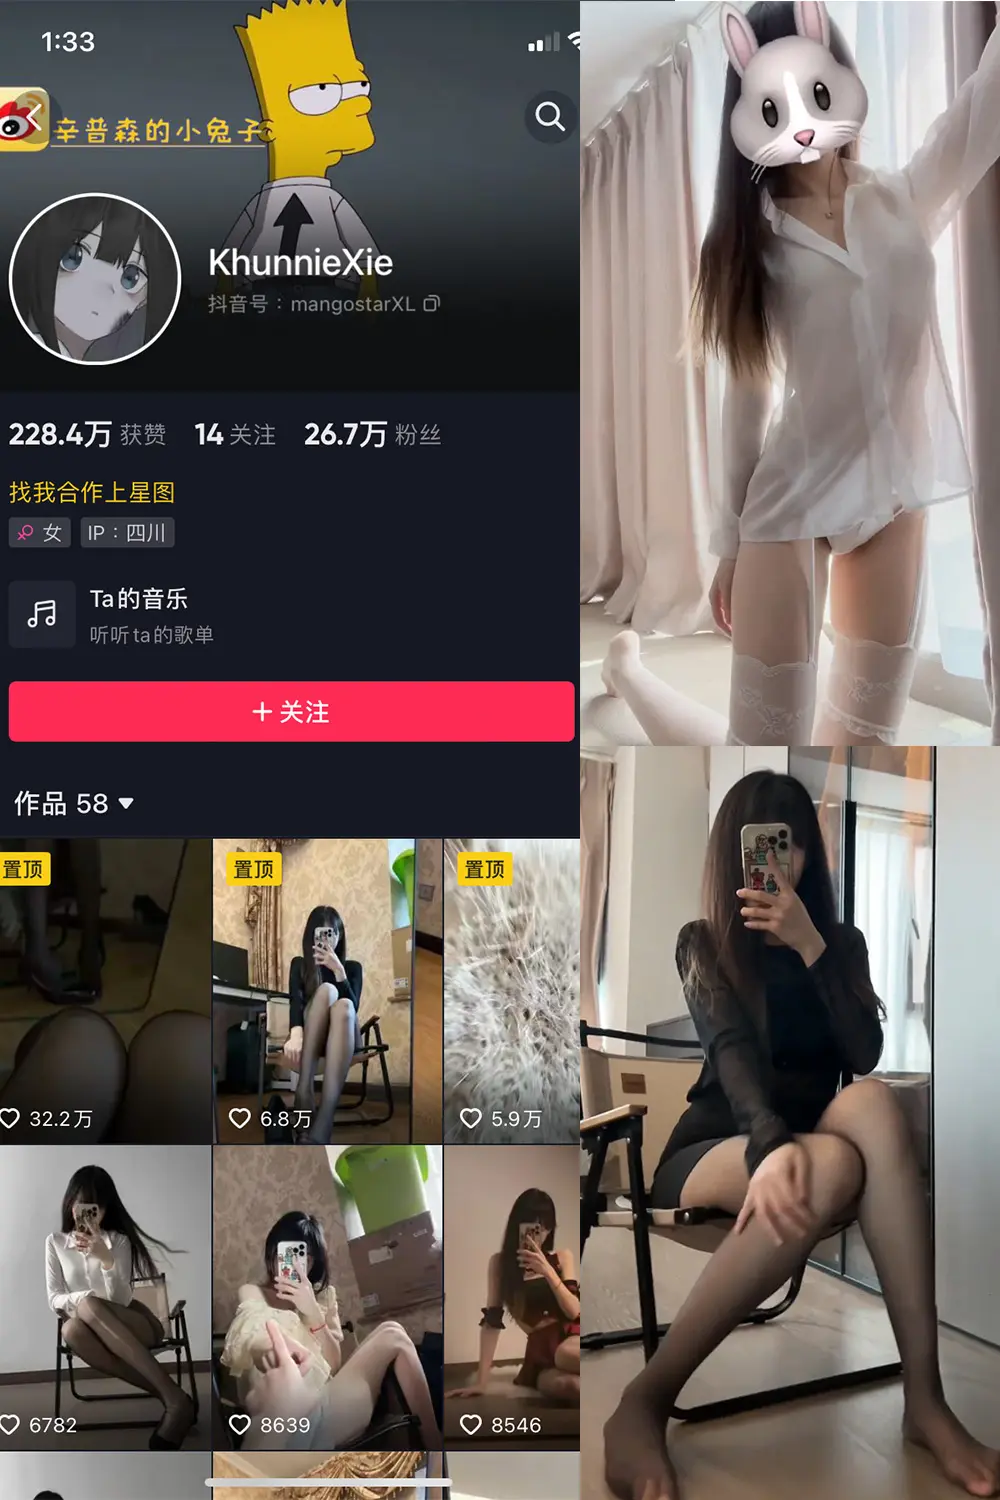 1:33
辛普森的小兔子
KhunnieXie
抖音号：mangostarXL
228.4万 获赞 14 关注 26.7万 粉丝
找我合作上星图
女 IP：四川
Ta的音乐
听听ta的歌单
+ 关注
作品 58
置顶 置顶 置顶
32.2万 6.8万 5.9万
6782 8639 8546